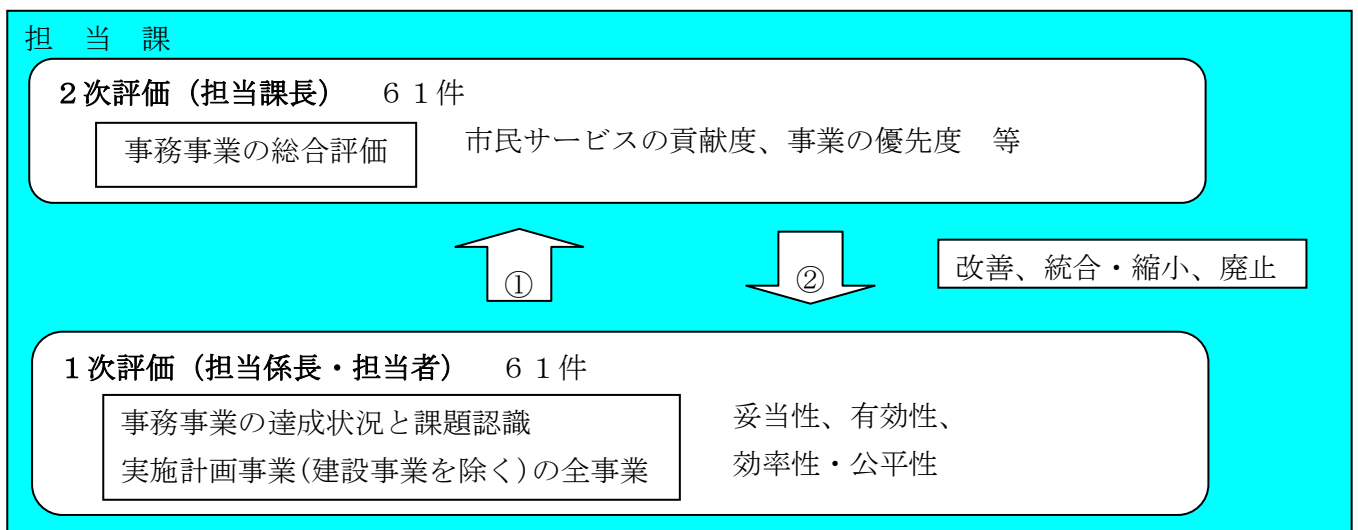 担　当　課
２次評価（担当課長）　６１件
事務事業の総合評価
市民サービスの貢献度、事業の優先度　等
①
②
改善、統合・縮小、廃止
１次評価（担当係長・担当者）　６１件
事務事業の達成状況と課題認識
実施計画事業(建設事業を除く)の全事業
妥当性、有効性、
効率性・公平性